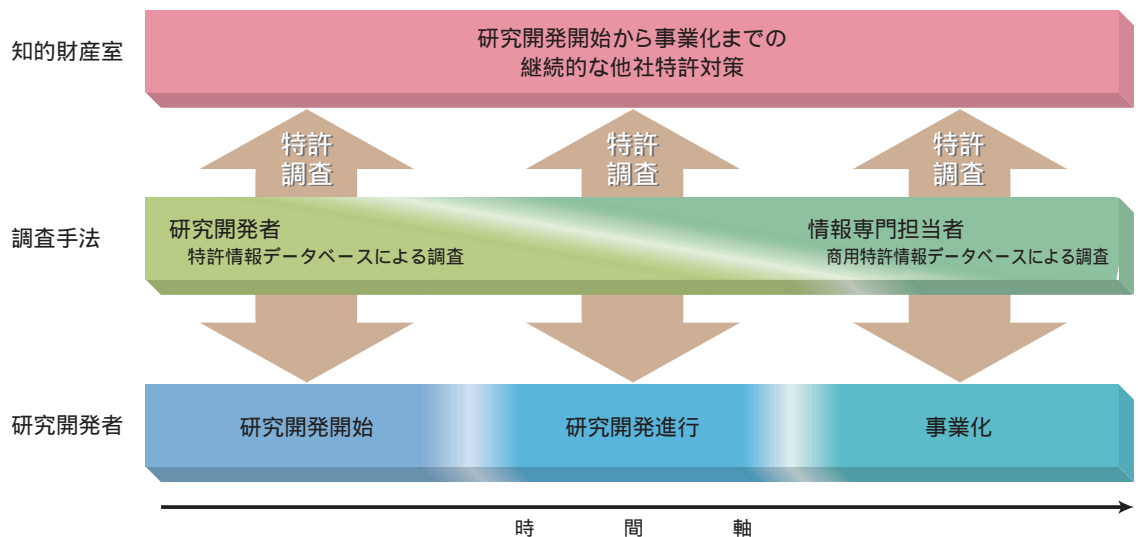 知的財産室
研究開発開始から事業化までの
継続的な他社特許対策
特許
調査
特許
調査
特許
調査
調査手法
研究開発者
特許情報データベースによる調査
情報専門担当者
商用特許情報データベースによる調査
研究開発者
研究開発開始
研究開発進行
事業化
時間軸